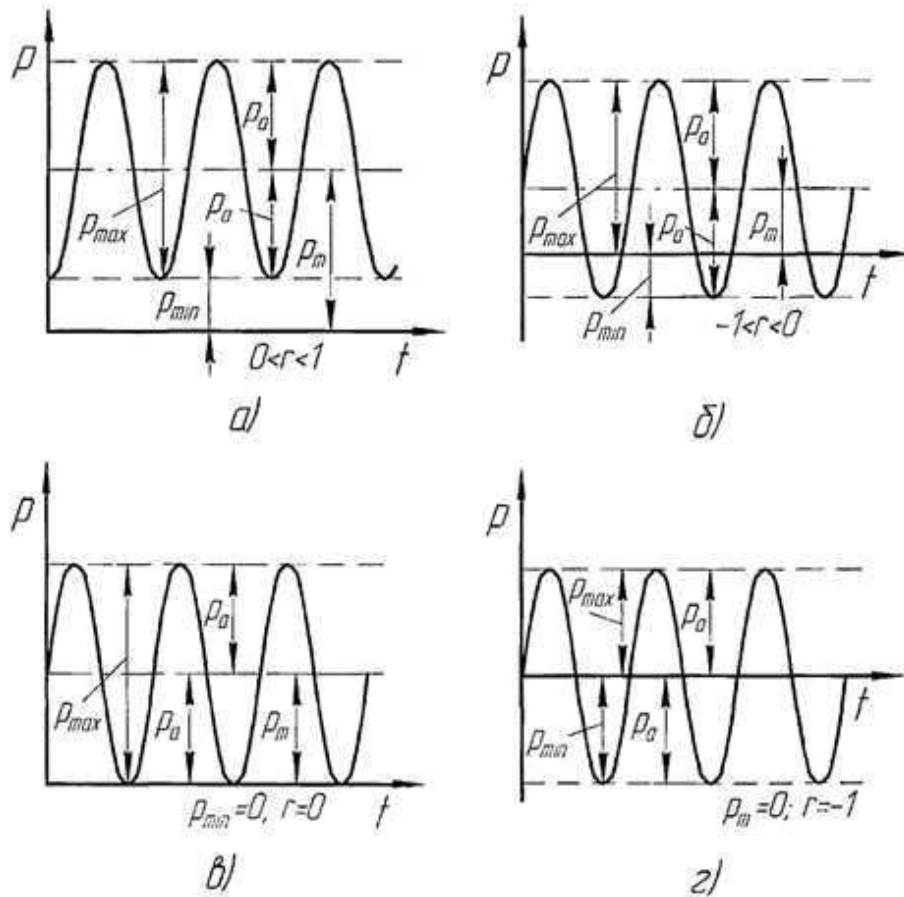 p
p_a
p_max
p_a
p_m
p_min
0<r<1
t
а)
p
p_a
p_max
p_a
p_m
p_min
-1<r<0
t
б)
p
p_a
p_max
p_a
p_m
p_min=0, r=0
t
в)
p
p_max
p_a
t
p_min
p_a
p_m=0; r=-1
г)